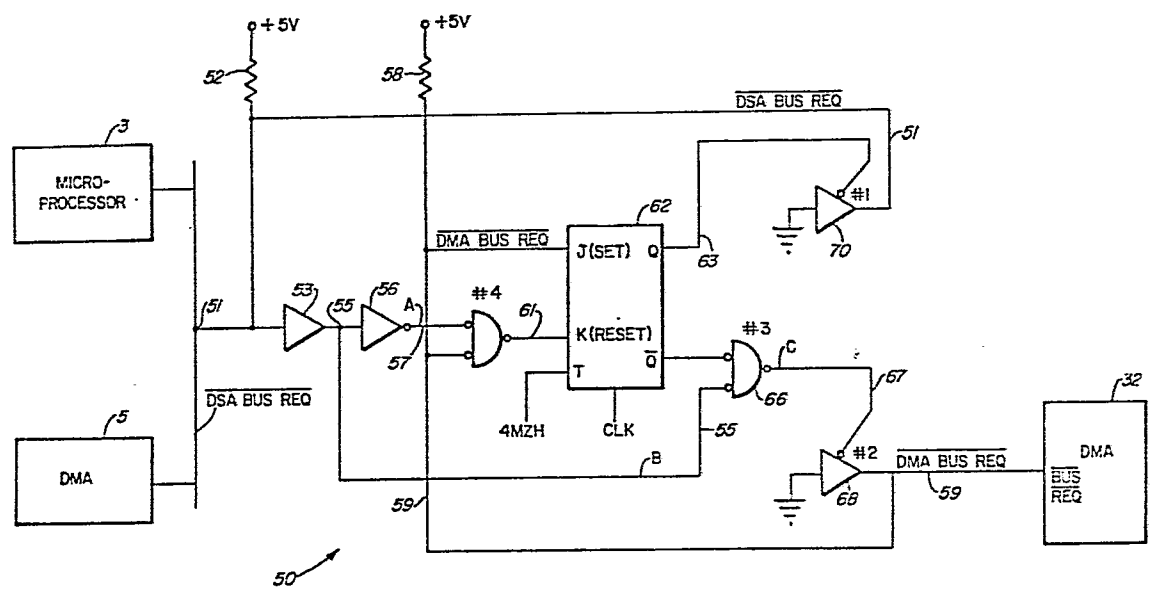 +5V
+5V
52
58
DSA BUS REQ
3
51
MICRO-
PROCESSOR
62
#1
DMA BUS REQ
J(SET)
Q
63
70
51
53
55
56
A
#4
61
57
K(RESET)
Q
#3
C
T
66
67
32
DSA BUS REQ
4MZH
CLK
55
5
DMA
B
#2
DMA BUS REQ
DMA
59
68
59
BUS
REQ
50